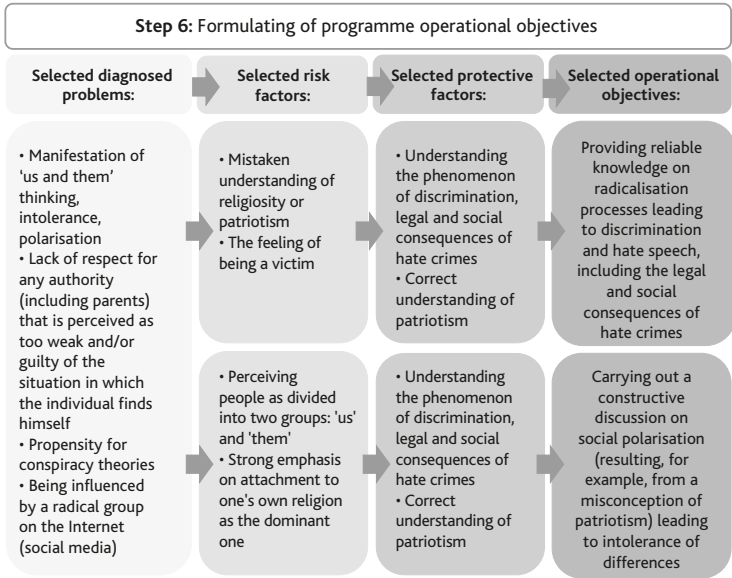 Step 6: Formulating of programme operational objectives
Selected diagnosed
problems:
Selected risk
factors:
Selected protective
factors:
Selected operational
objectives:
• Manifestation of
'us and them'
thinking,
intolerance,
polarisation
• Lack of respect for
any authority
(including parents)
that is perceived as
too weak and/or
guilty of the
situation in which
the individual finds
himself
• Propensity for
conspiracy theories
• Being influenced
by a radical group
on the Internet
(social media)
• Mistaken
understanding of
religiosity or
patriotism
• The feeling of
being a victim
• Understanding
the phenomenon
of discrimination,
legal and social
consequences of
hate crimes
• Correct
understanding of
patriotism
Providing reliable
knowledge on
radicalisation
processes leading
to discrimination
and hate speech,
including the legal
and social
consequences of
hate crimes
• Perceiving
people as divided
into two groups: 'us'
and 'them'
• Strong emphasis
on attachment to
one's own religion
as the dominant
one
• Understanding
the phenomenon
of discrimination,
legal and social
consequences of
hate crimes
• Correct
understanding of
patriotism
Carrying out a
constructive
discussion on
social polarisation
(resulting, for
example, from a
misconception of
patriotism) leading
to intolerance of
differences